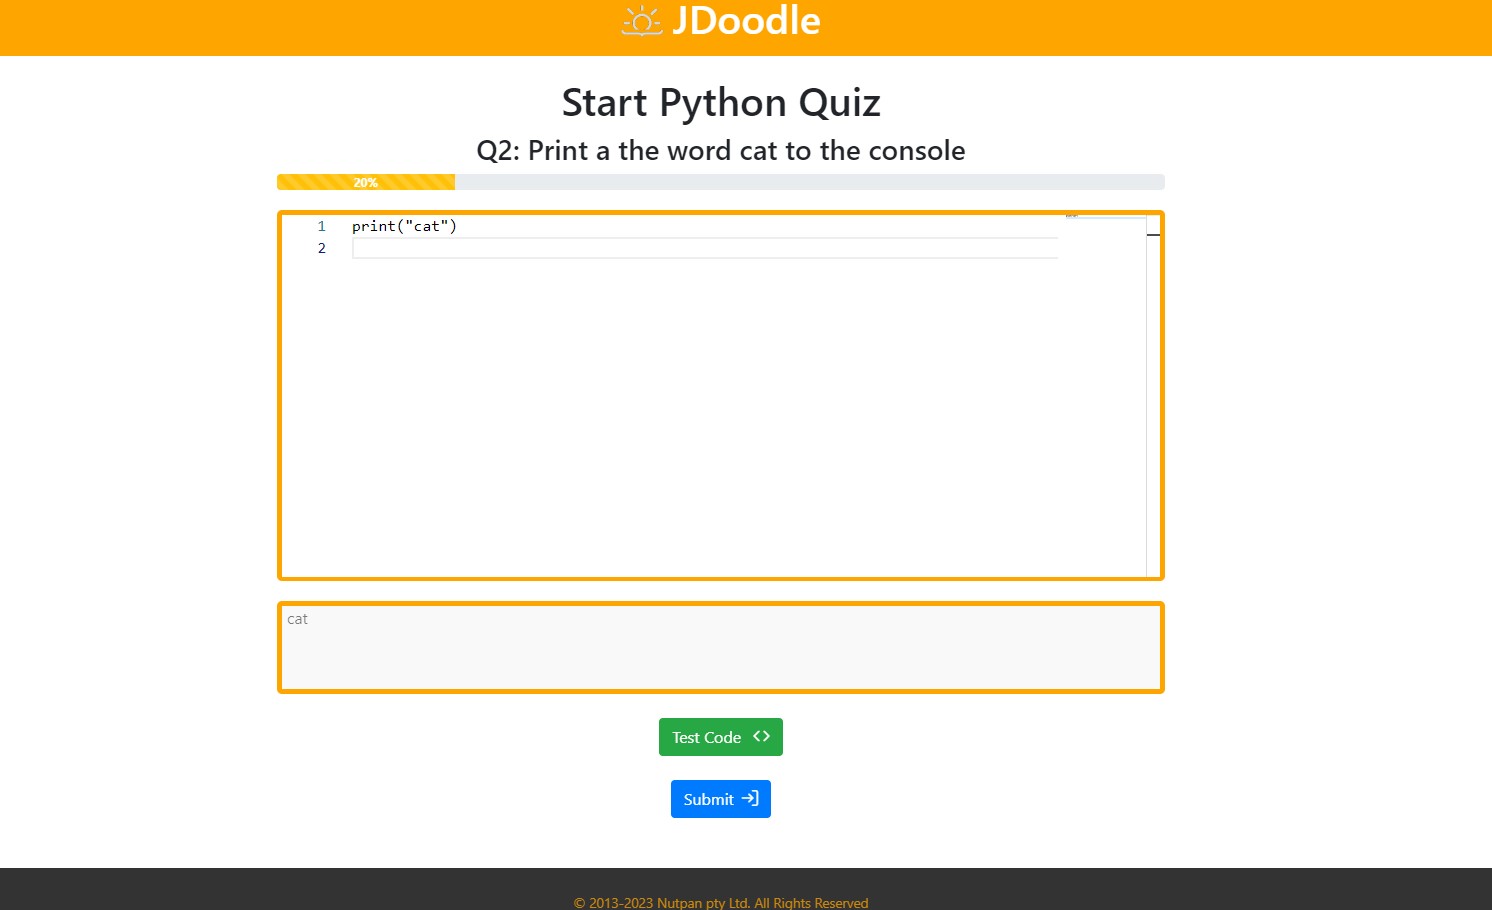 JDoodle
Start Python Quiz
Q2: Print a the word cat to the console
20%
1 print("cat")
2
cat
Test Code <>
Submit
© 2013-2023 Nutpan pty Ltd. All Rights Reserved